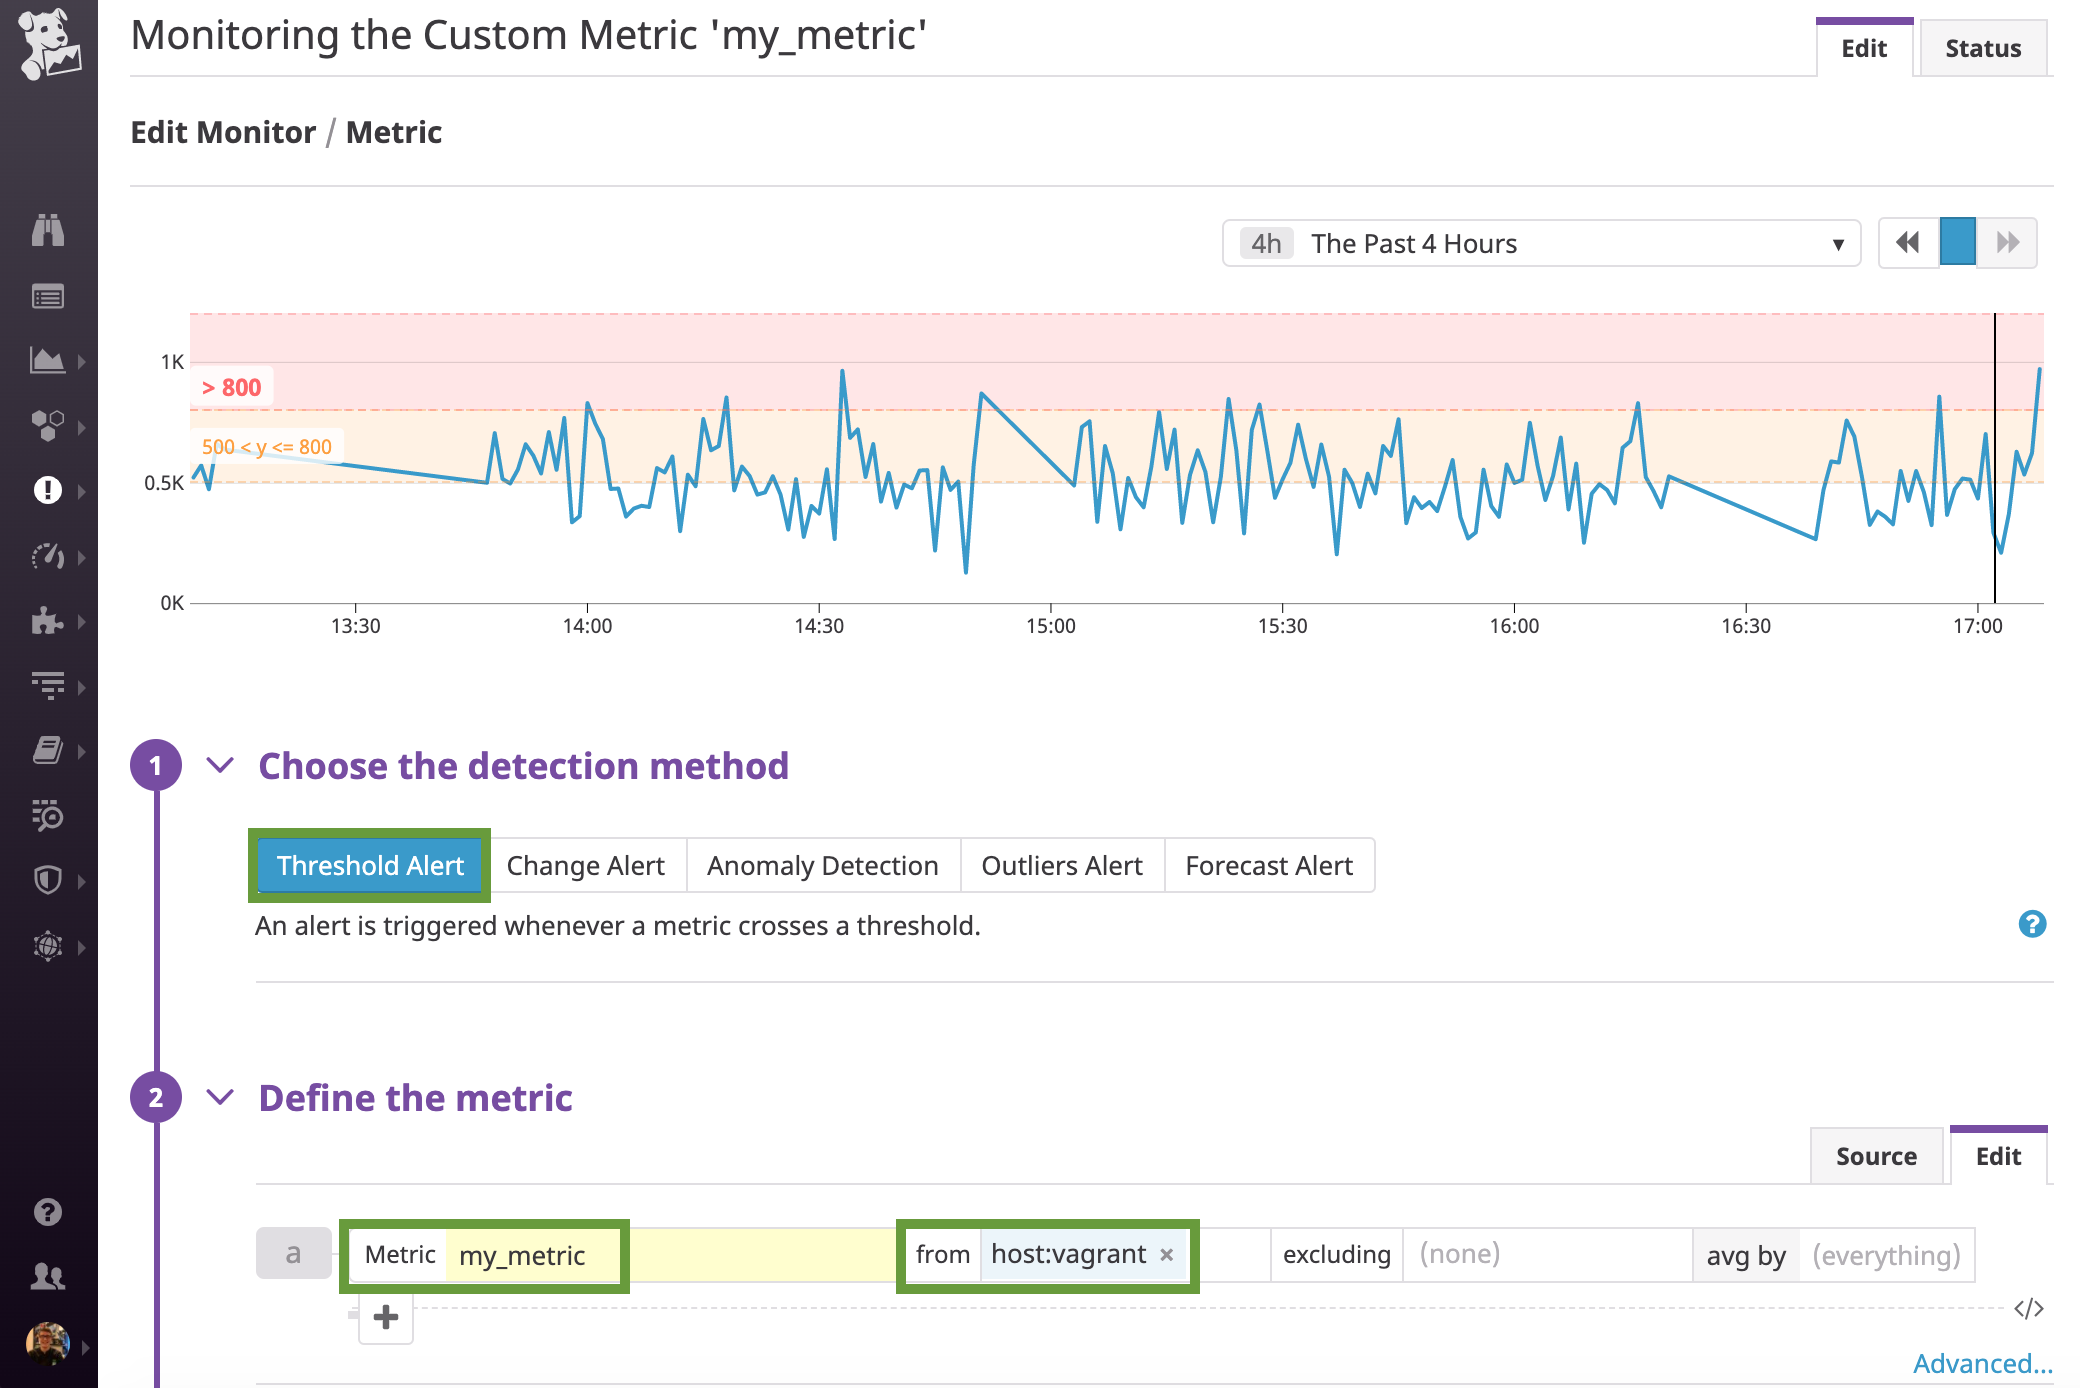 Monitoring the Custom Metric 'my_metric'
Edit
Status
Edit Monitor / Metric
4h The Past 4 Hours
1K
> 800
500 < y <= 800
0.5K
0K
13:30 14:00 14:30 15:00 15:30 16:00 16:30 17:00
1 Choose the detection method
Threshold Alert Change Alert Anomaly Detection Outliers Alert Forecast Alert
An alert is triggered whenever a metric crosses a threshold.
?
2 Define the metric
Source Edit
a Metric my_metric from host:vagrant × excluding (none) avg by (everything)
+
</>
Advanced...